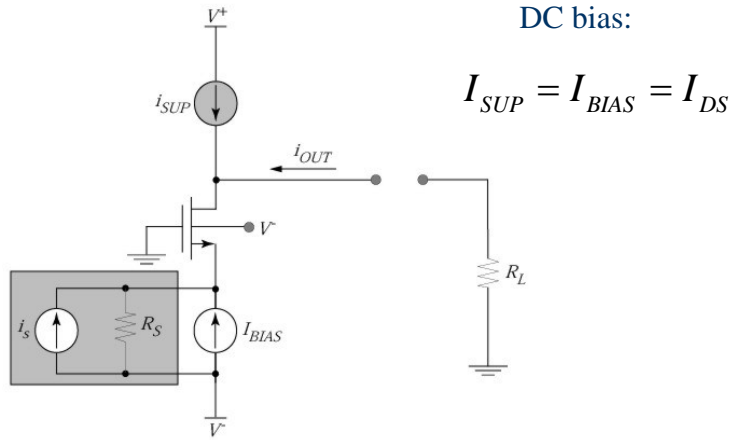 DC bias:
V⁺
i_SUP
I_SUP = I_BIAS = I_DS
i_OUT
V⁻
R_L
i_s
R_S
I_BIAS
V⁻